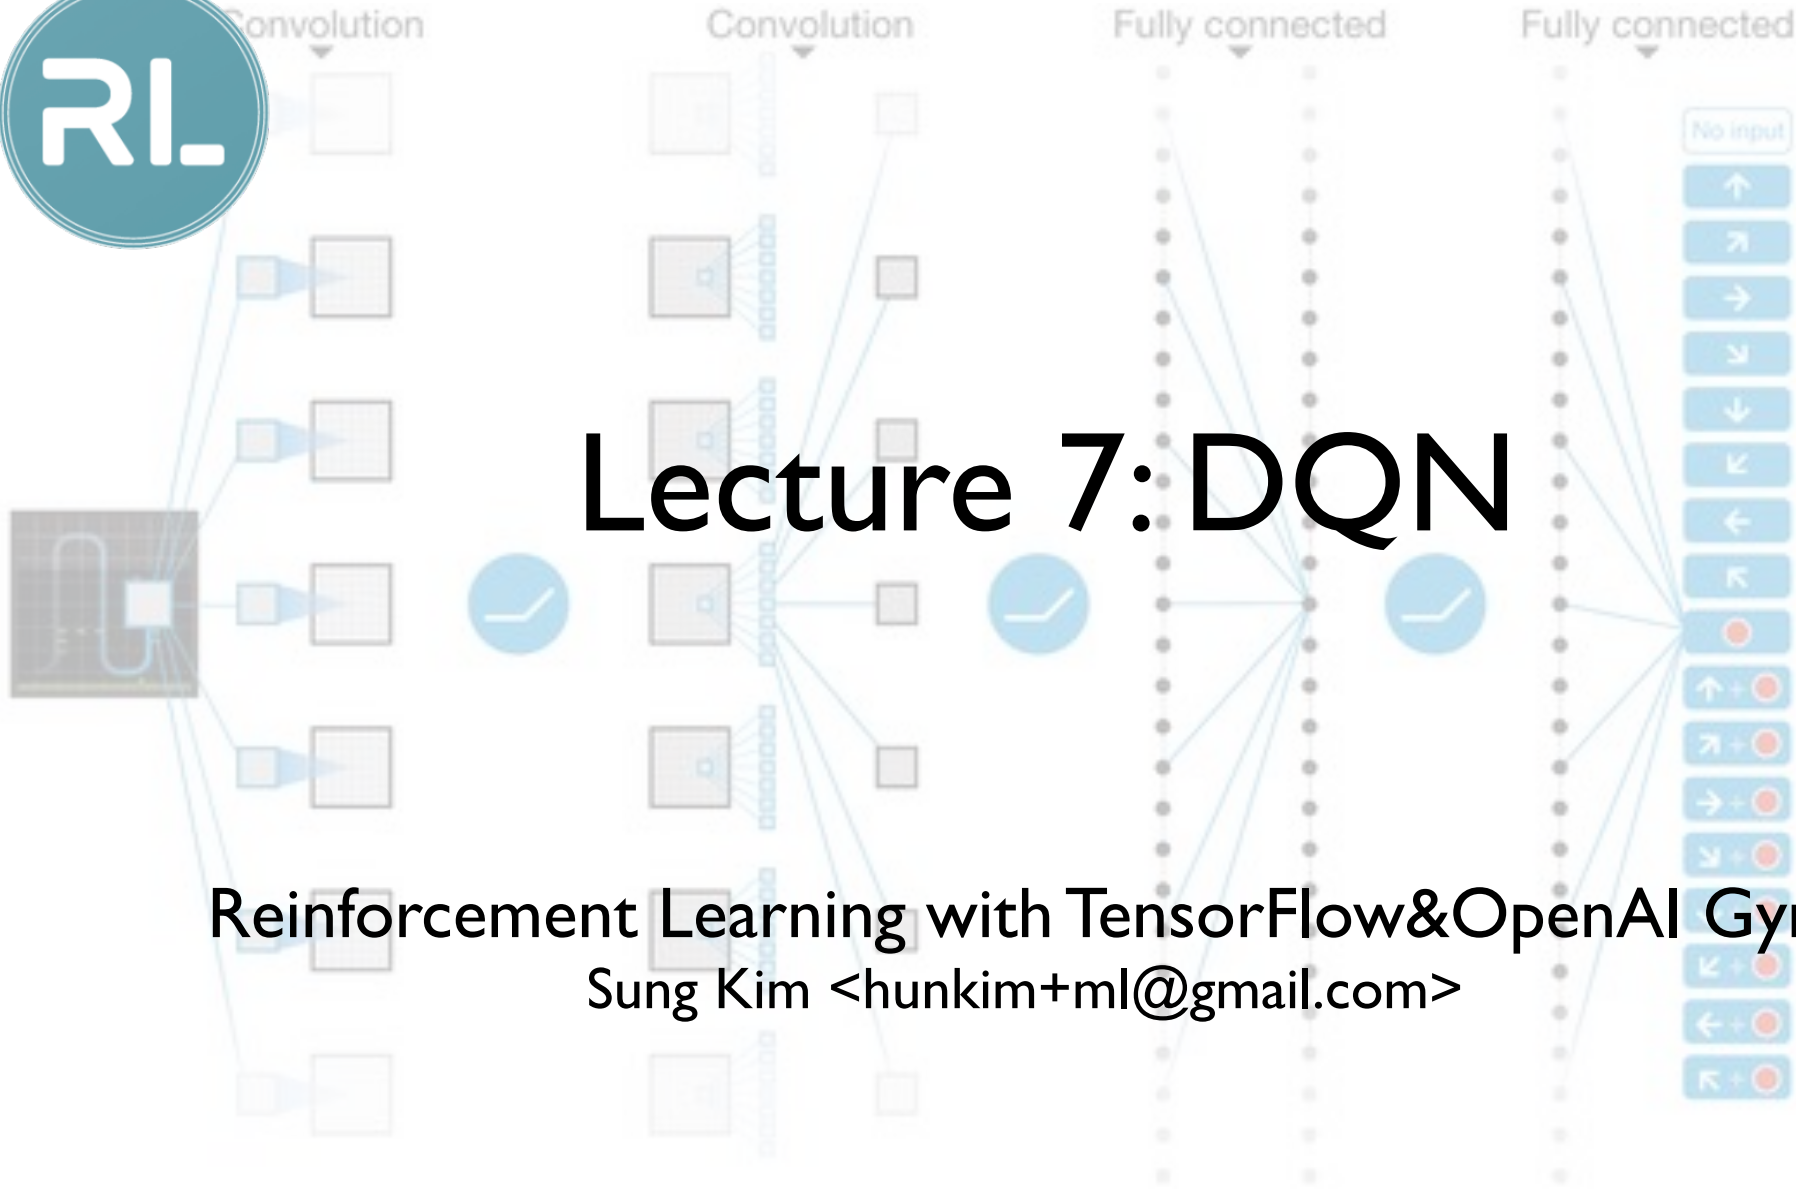 Convolution
Convolution
Fully connected
Fully connected
RL
No input
Lecture 7: DQN
Reinforcement Learning with TensorFlow&OpenAI
Sung Kim <hunkim+ml@gmail.com>